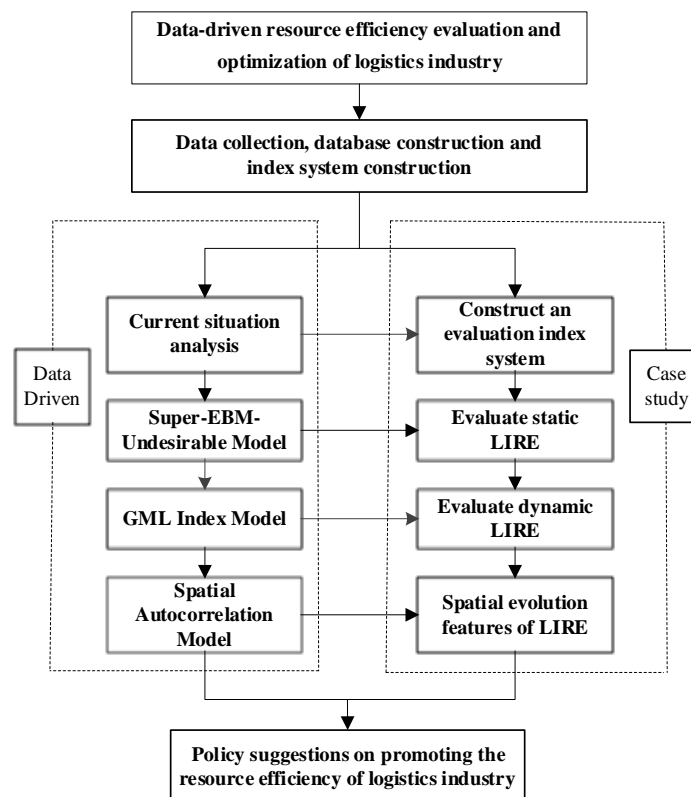 Data-driven resource efficiency evaluation and
optimization of logistics industry
Data collection, database construction and
index system construction
Current situation
analysis
Construct an
evaluation index
system
Data
Driven
Case
study
Super-EBM-
Undesirable Model
Evaluate static
LIRE
GML Index Model
Evaluate dynamic
LIRE
Spatial
Autocorrelation
Model
Spatial evolution
features of LIRE
Policy suggestions on promoting the
resource efficiency of logistics industry